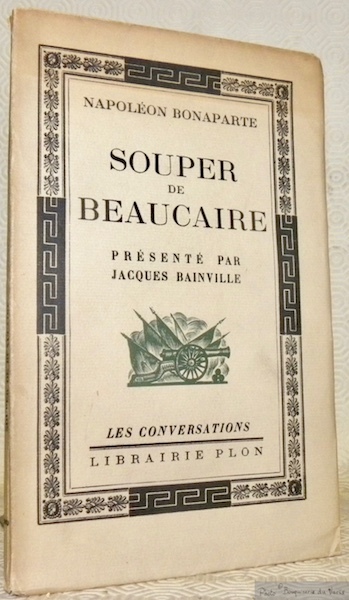 NAPOLÉON BONAPARTE
SOUPER
DE
BEAUCAIRE
PRÉSENTÉ PAR
JACQUES BAINVILLE
LES CONVERSATIONS
LIBRAIRIE PLON